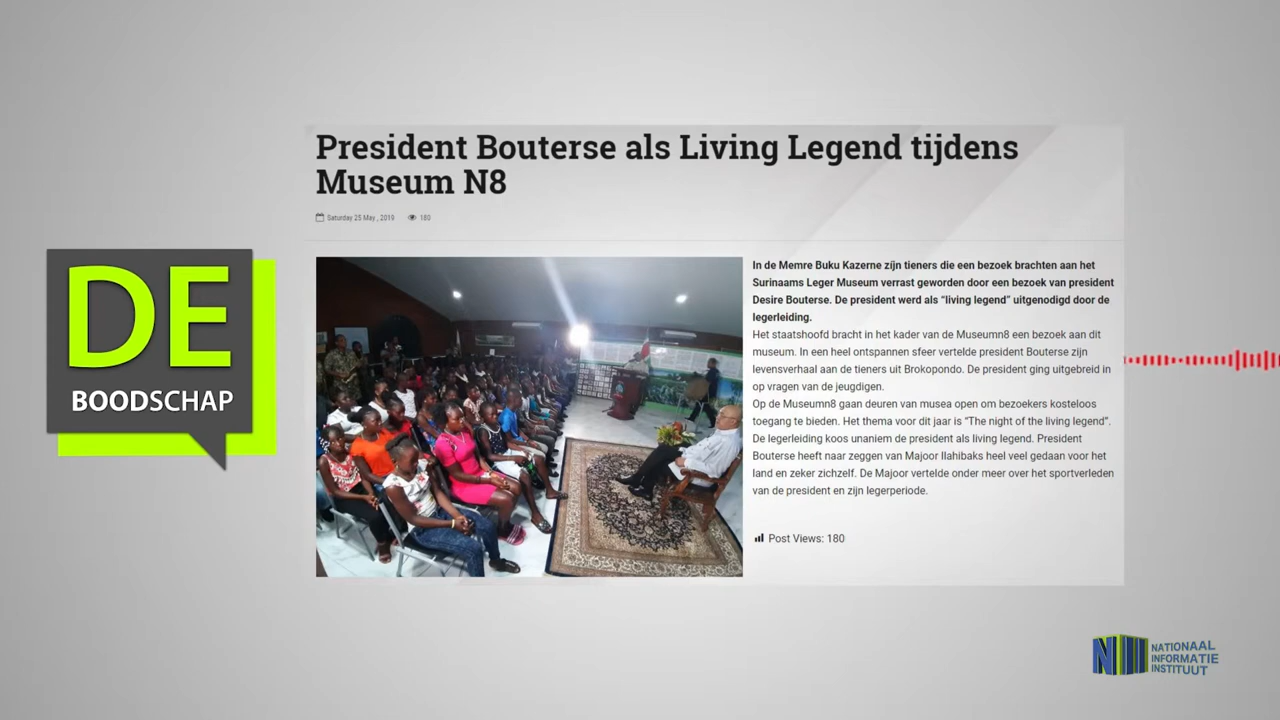 President Bouterse als Living Legend tijdens
Museum N8
Saturday 25 May , 2019 180
DE
BOODSCHAP
In de Memre Buku Kazerne zijn tieners die een bezoek brachten aan het
Surinaams Leger Museum verrast geworden door een bezoek van president
Desire Bouterse. De president werd als “living legend” uitgenodigd door de
legerleiding.
Het staatshoofd bracht in het kader van de Museumn8 een bezoek aan dit
museum. In een heel ontspannen sfeer vertelde president Bouterse zijn
levensverhaal aan de tieners uit Brokopondo. De president ging uitgebreid in
op vragen van de jeugdigen.
Op de Museumn8 gaan deuren van musea open om bezoekers kosteloos
toegang te bieden. Het thema voor dit jaar is “The night of the living legend”.
De legerleiding koos unaniem de president als living legend. President
Bouterse heeft naar zeggen van Majoor Ilahibaks heel veel gedaan voor het
land en zeker zichzelf. De Majoor vertelde onder meer over het sportverleden
van de president en zijn legerperiode.
Post Views: 180
NII NATIONAAL
INFORMATIE
INSTITUUT